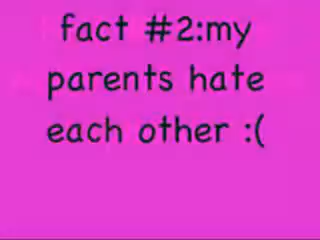 fact #2:my
parents hate
each other :(